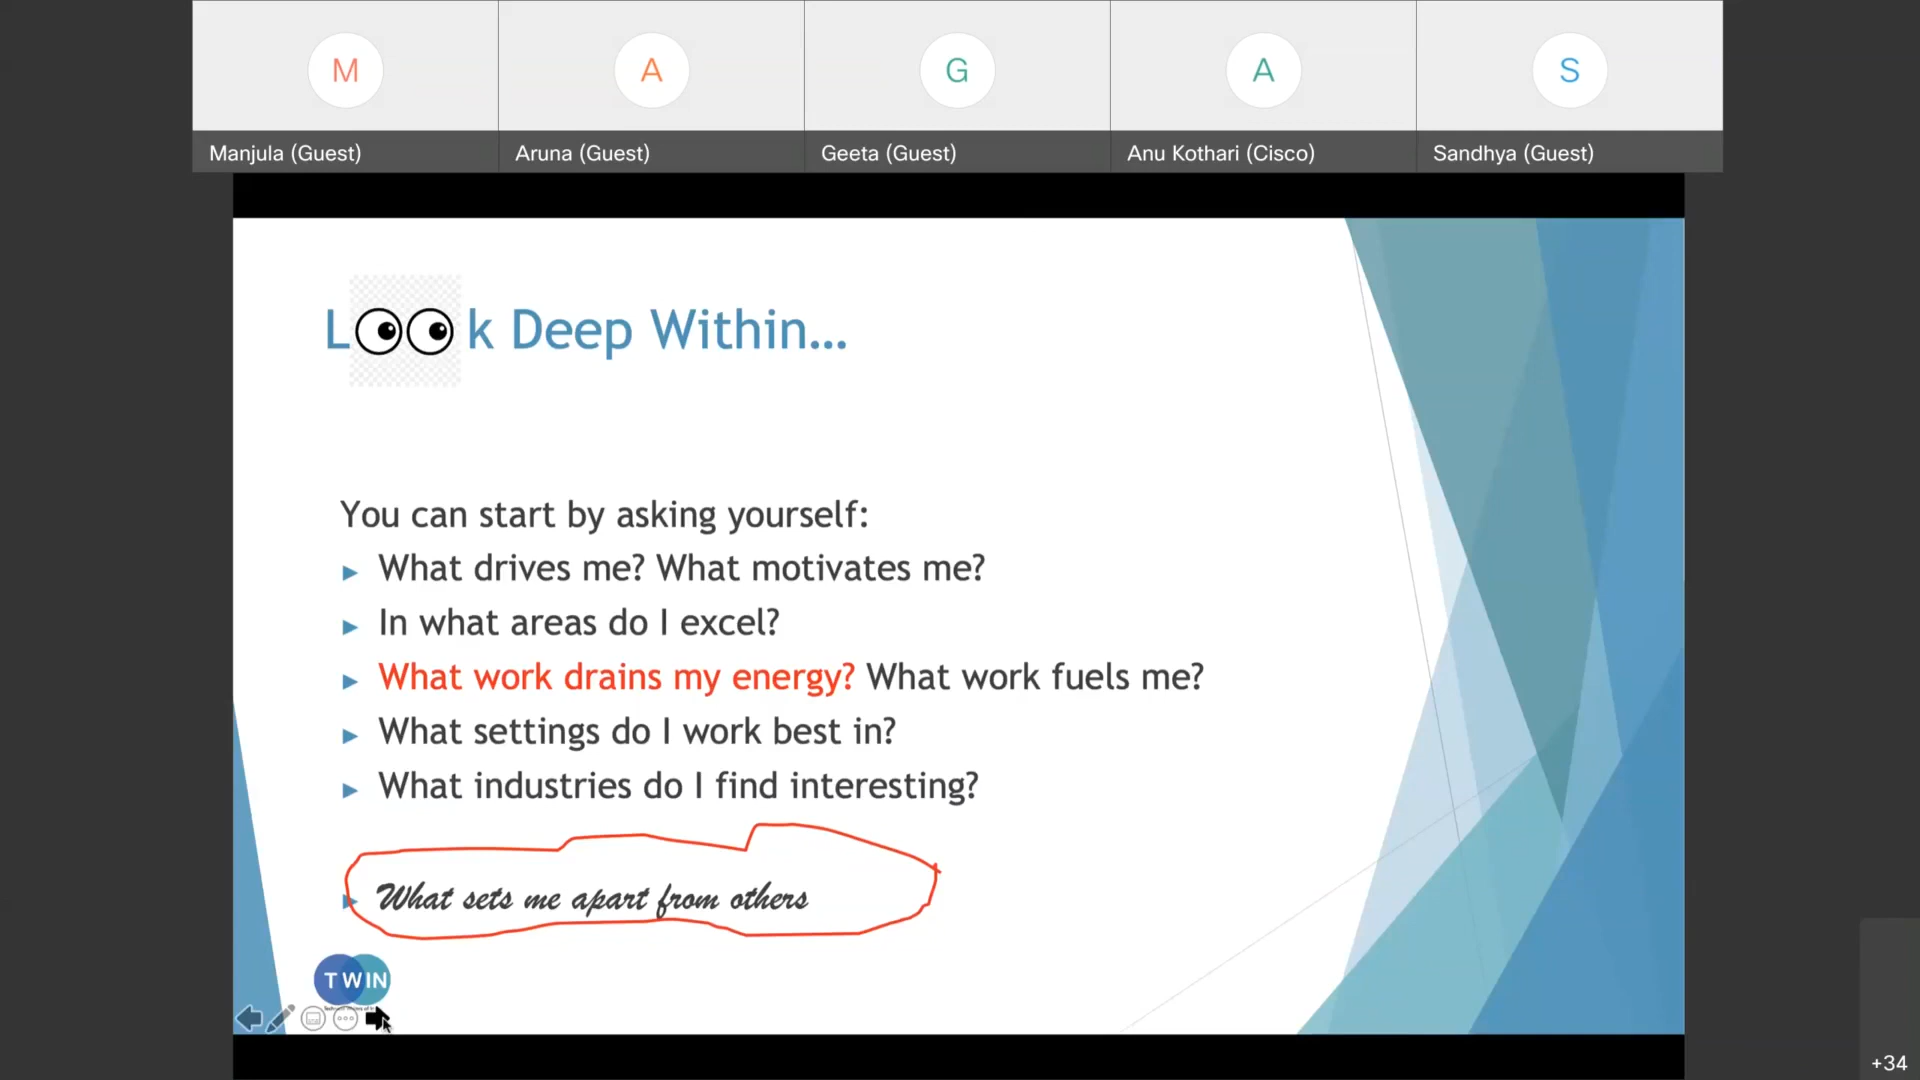 M
A
G
A
S
Manjula (Guest)
Aruna (Guest)
Geeta (Guest)
Anu Kothari (Cisco)
Sandhya (Guest)
L k Deep Within...
You can start by asking yourself:
What drives me? What motivates me?
In what areas do I excel?
What work drains my energy? What work fuels me?
What settings do I work best in?
What industries do I find interesting?
What sets me apart from others
TWIN
+34